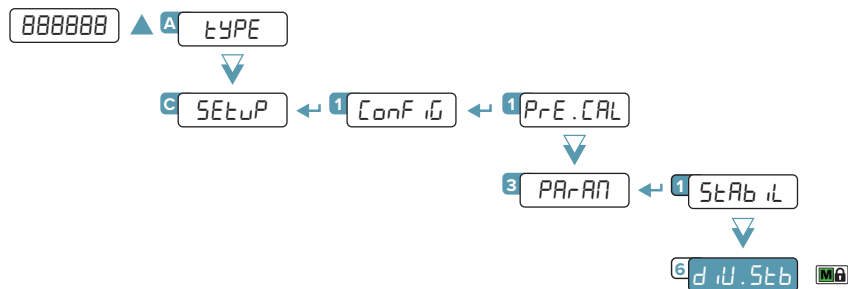 888888 A tYPE
C SEtuP 1 ConFiG 1 PrE.CAL
3 PArAM 1 StAbiL
6 diV.Stb M